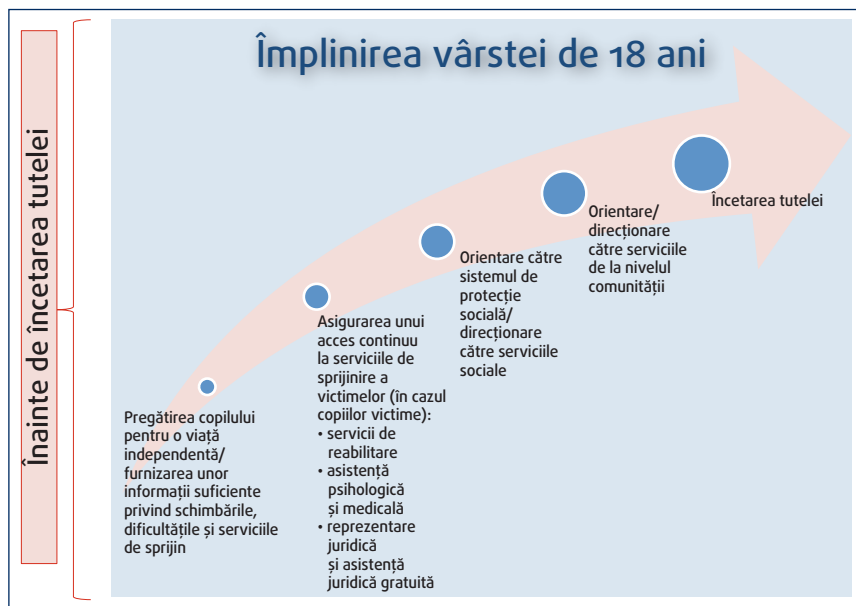 Împlinirea vârstei de 18 ani
Înainte de încetarea tutelei
Pregătirea copilului
pentru o viață
independentă/
furnizarea unor
informații suficiente
privind schimbările,
dificultățile și serviciile
de sprijin
Asigurarea unui
acces continuu
la serviciile de
sprijinire a
victimelor (în cazul
copiilor victime):
• servicii de
reabilitare
• asistență
psihologică
și medicală
• reprezentare
juridică
și asistență
juridică gratuită
Orientare către
sistemul de
protecție
socială/
direcționare
către serviciile
sociale
Orientare/
direcționare
către serviciile
de la nivelul
comunității
Încetarea tutelei